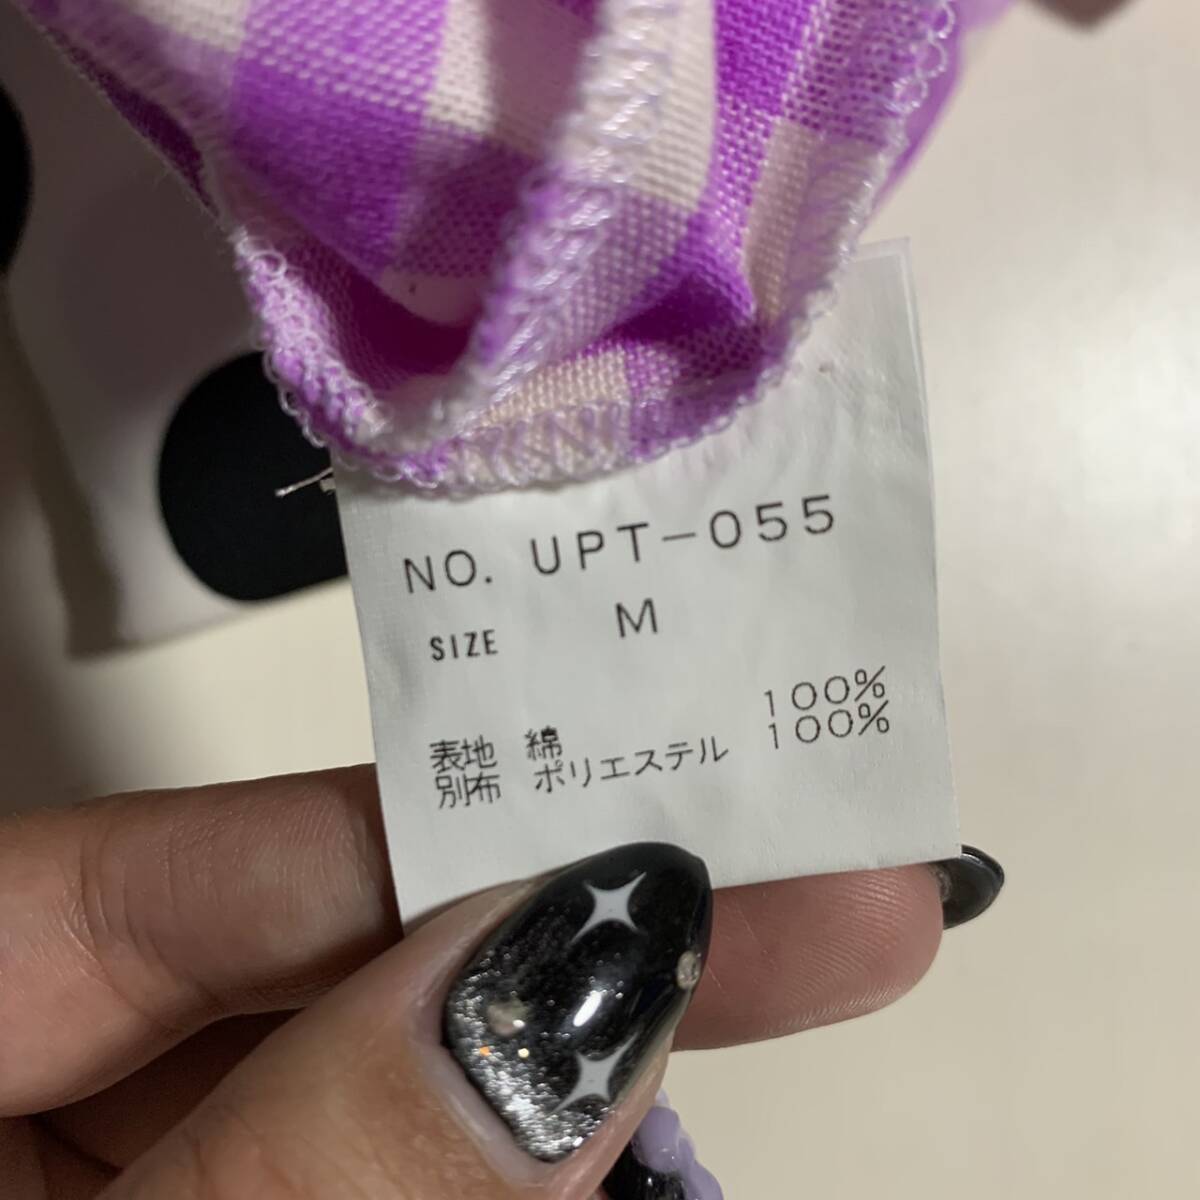 NO. UPT-055
SIZE M
表地 綿 100%
別布 ポリエステル 100%